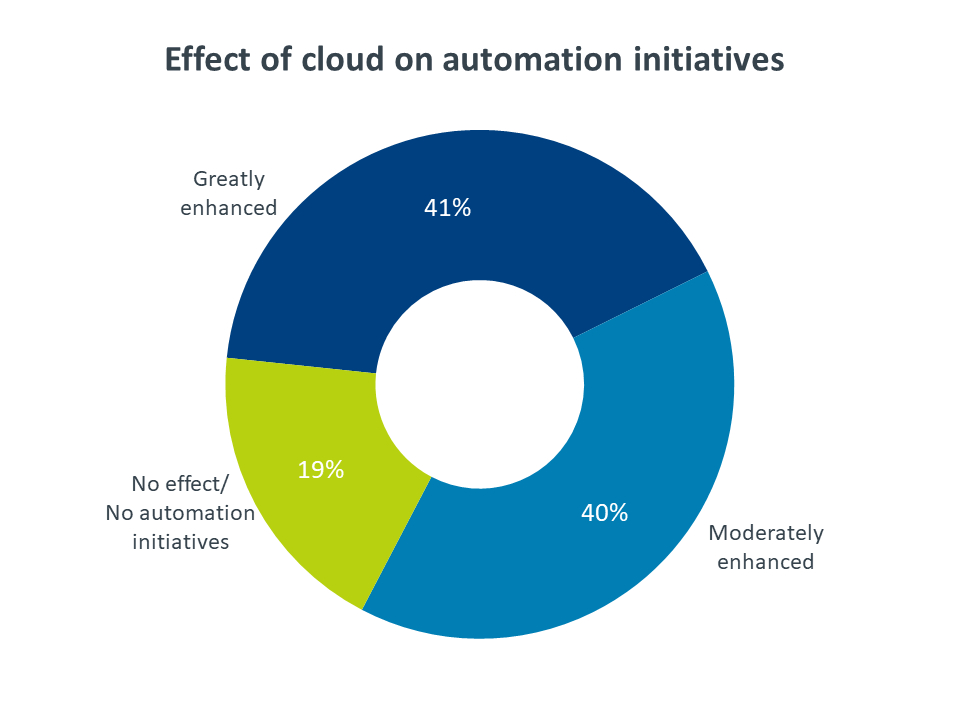 Effect of cloud on automation initiatives
Greatly
enhanced
41%
19%
No effect/
No automation
initiatives
40%
Moderately
enhanced